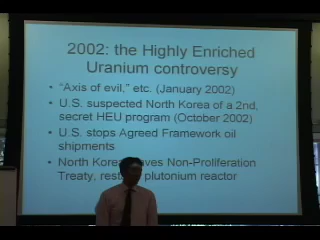 2002: the Highly Enriched
Uranium controversy
• "Axis of evil," etc. (January 2002)
• U.S. suspected North Korea of a 2nd,
secret HEU program (October 2002)
• U.S. stops Agreed Framework oil
shipments
• North Korea Non-Proliferation
Treaty, plutonium reactor